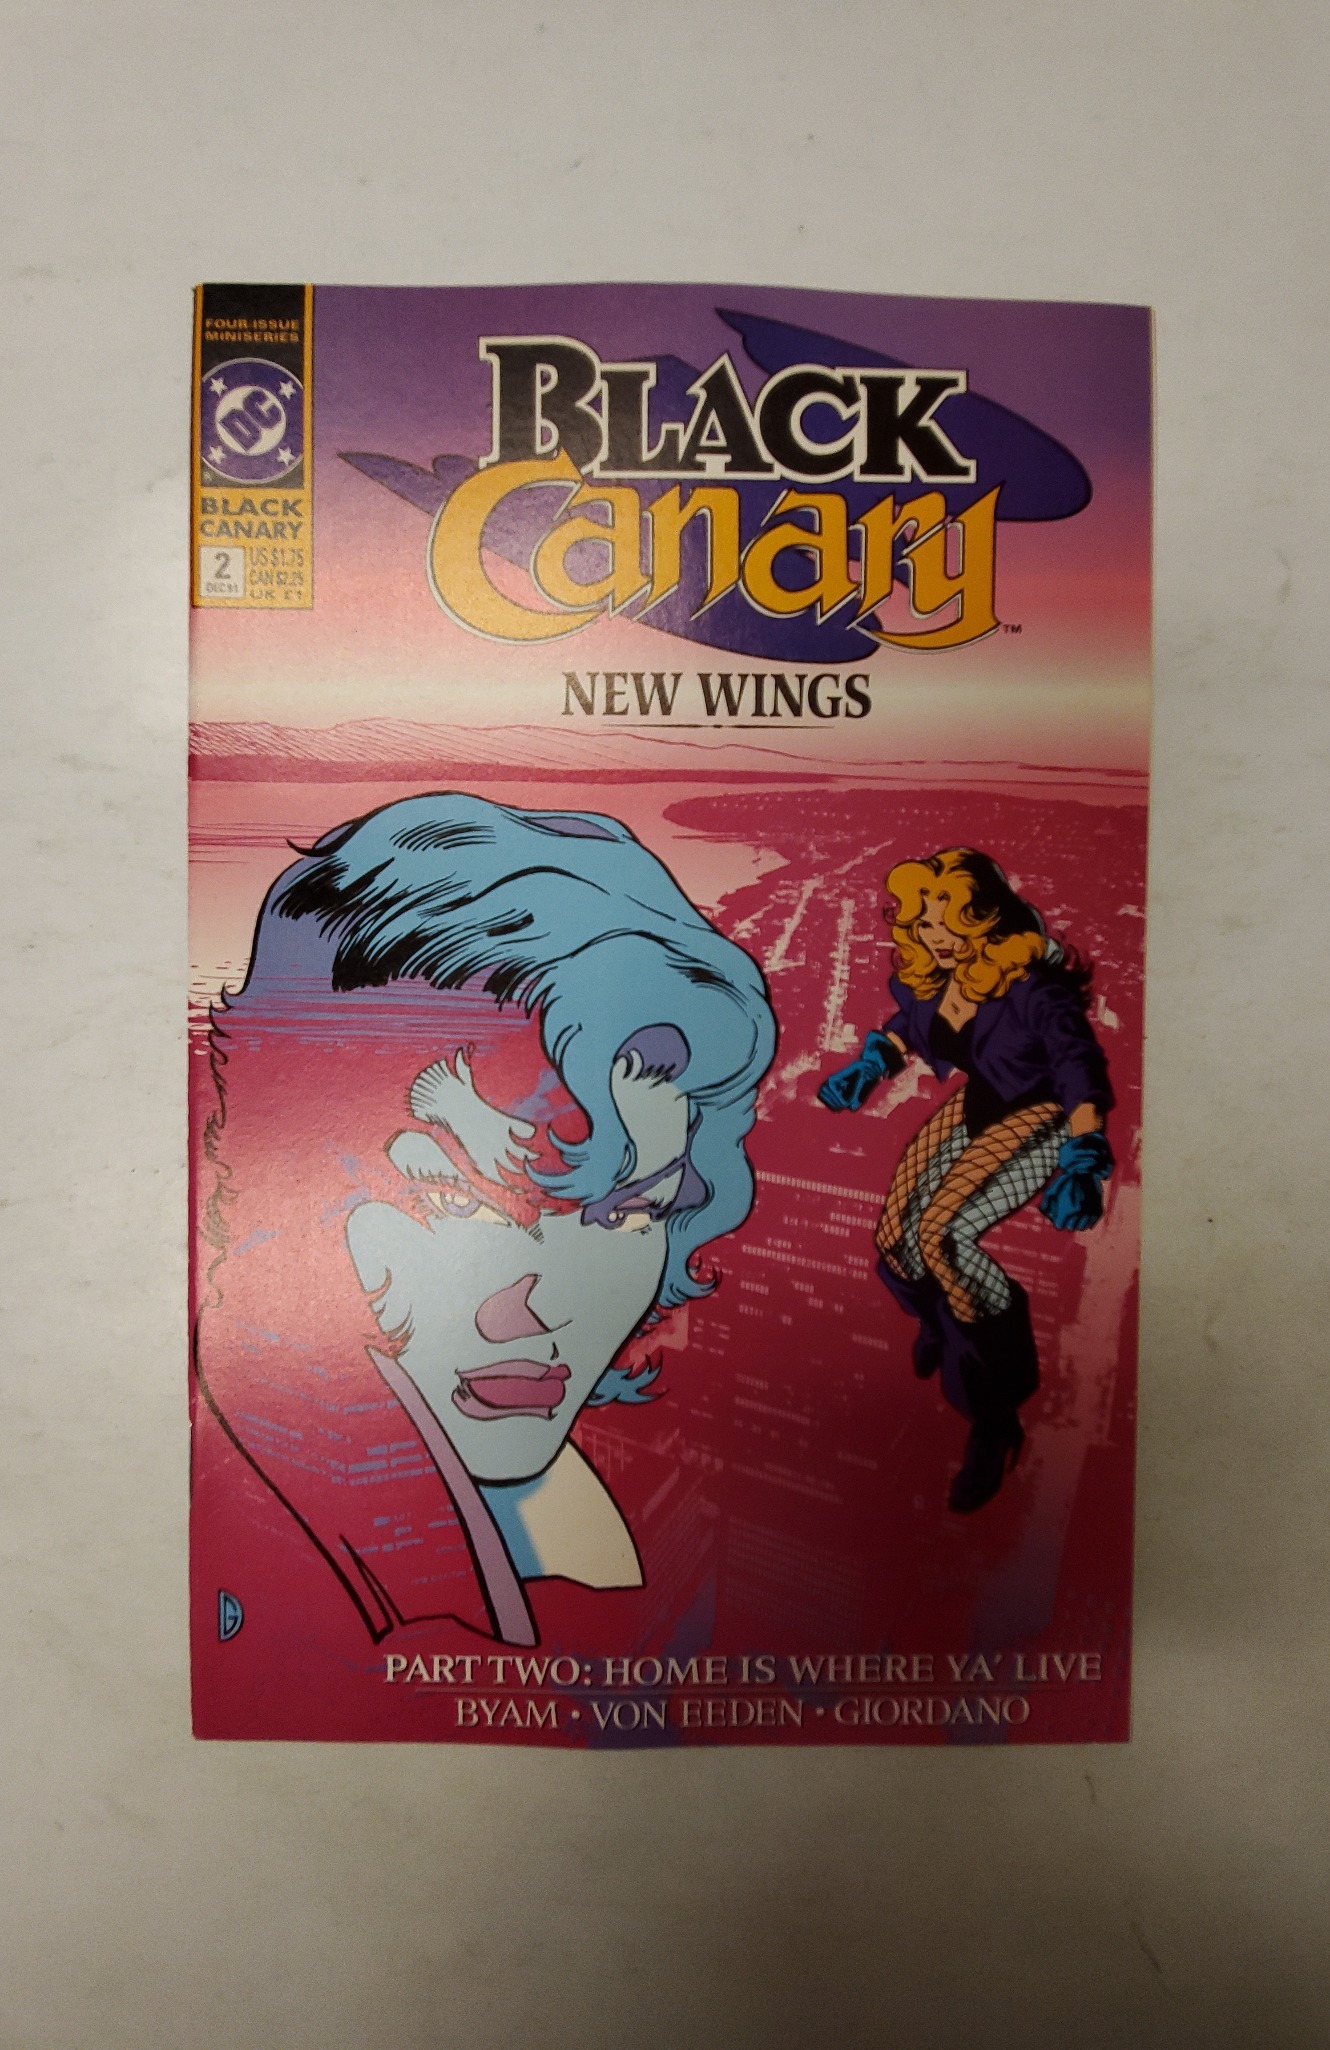 FOUR-ISSUE
MINISERIES
DC
BLACK
CANARY
2
DEC 91
US $1.75
CAN $2.25
UK £1
BLACK
Canary
TM
NEW WINGS
G
PART TWO: HOME IS WHERE YA' LIVE
BYAM • VON EEDEN • GIORDANO